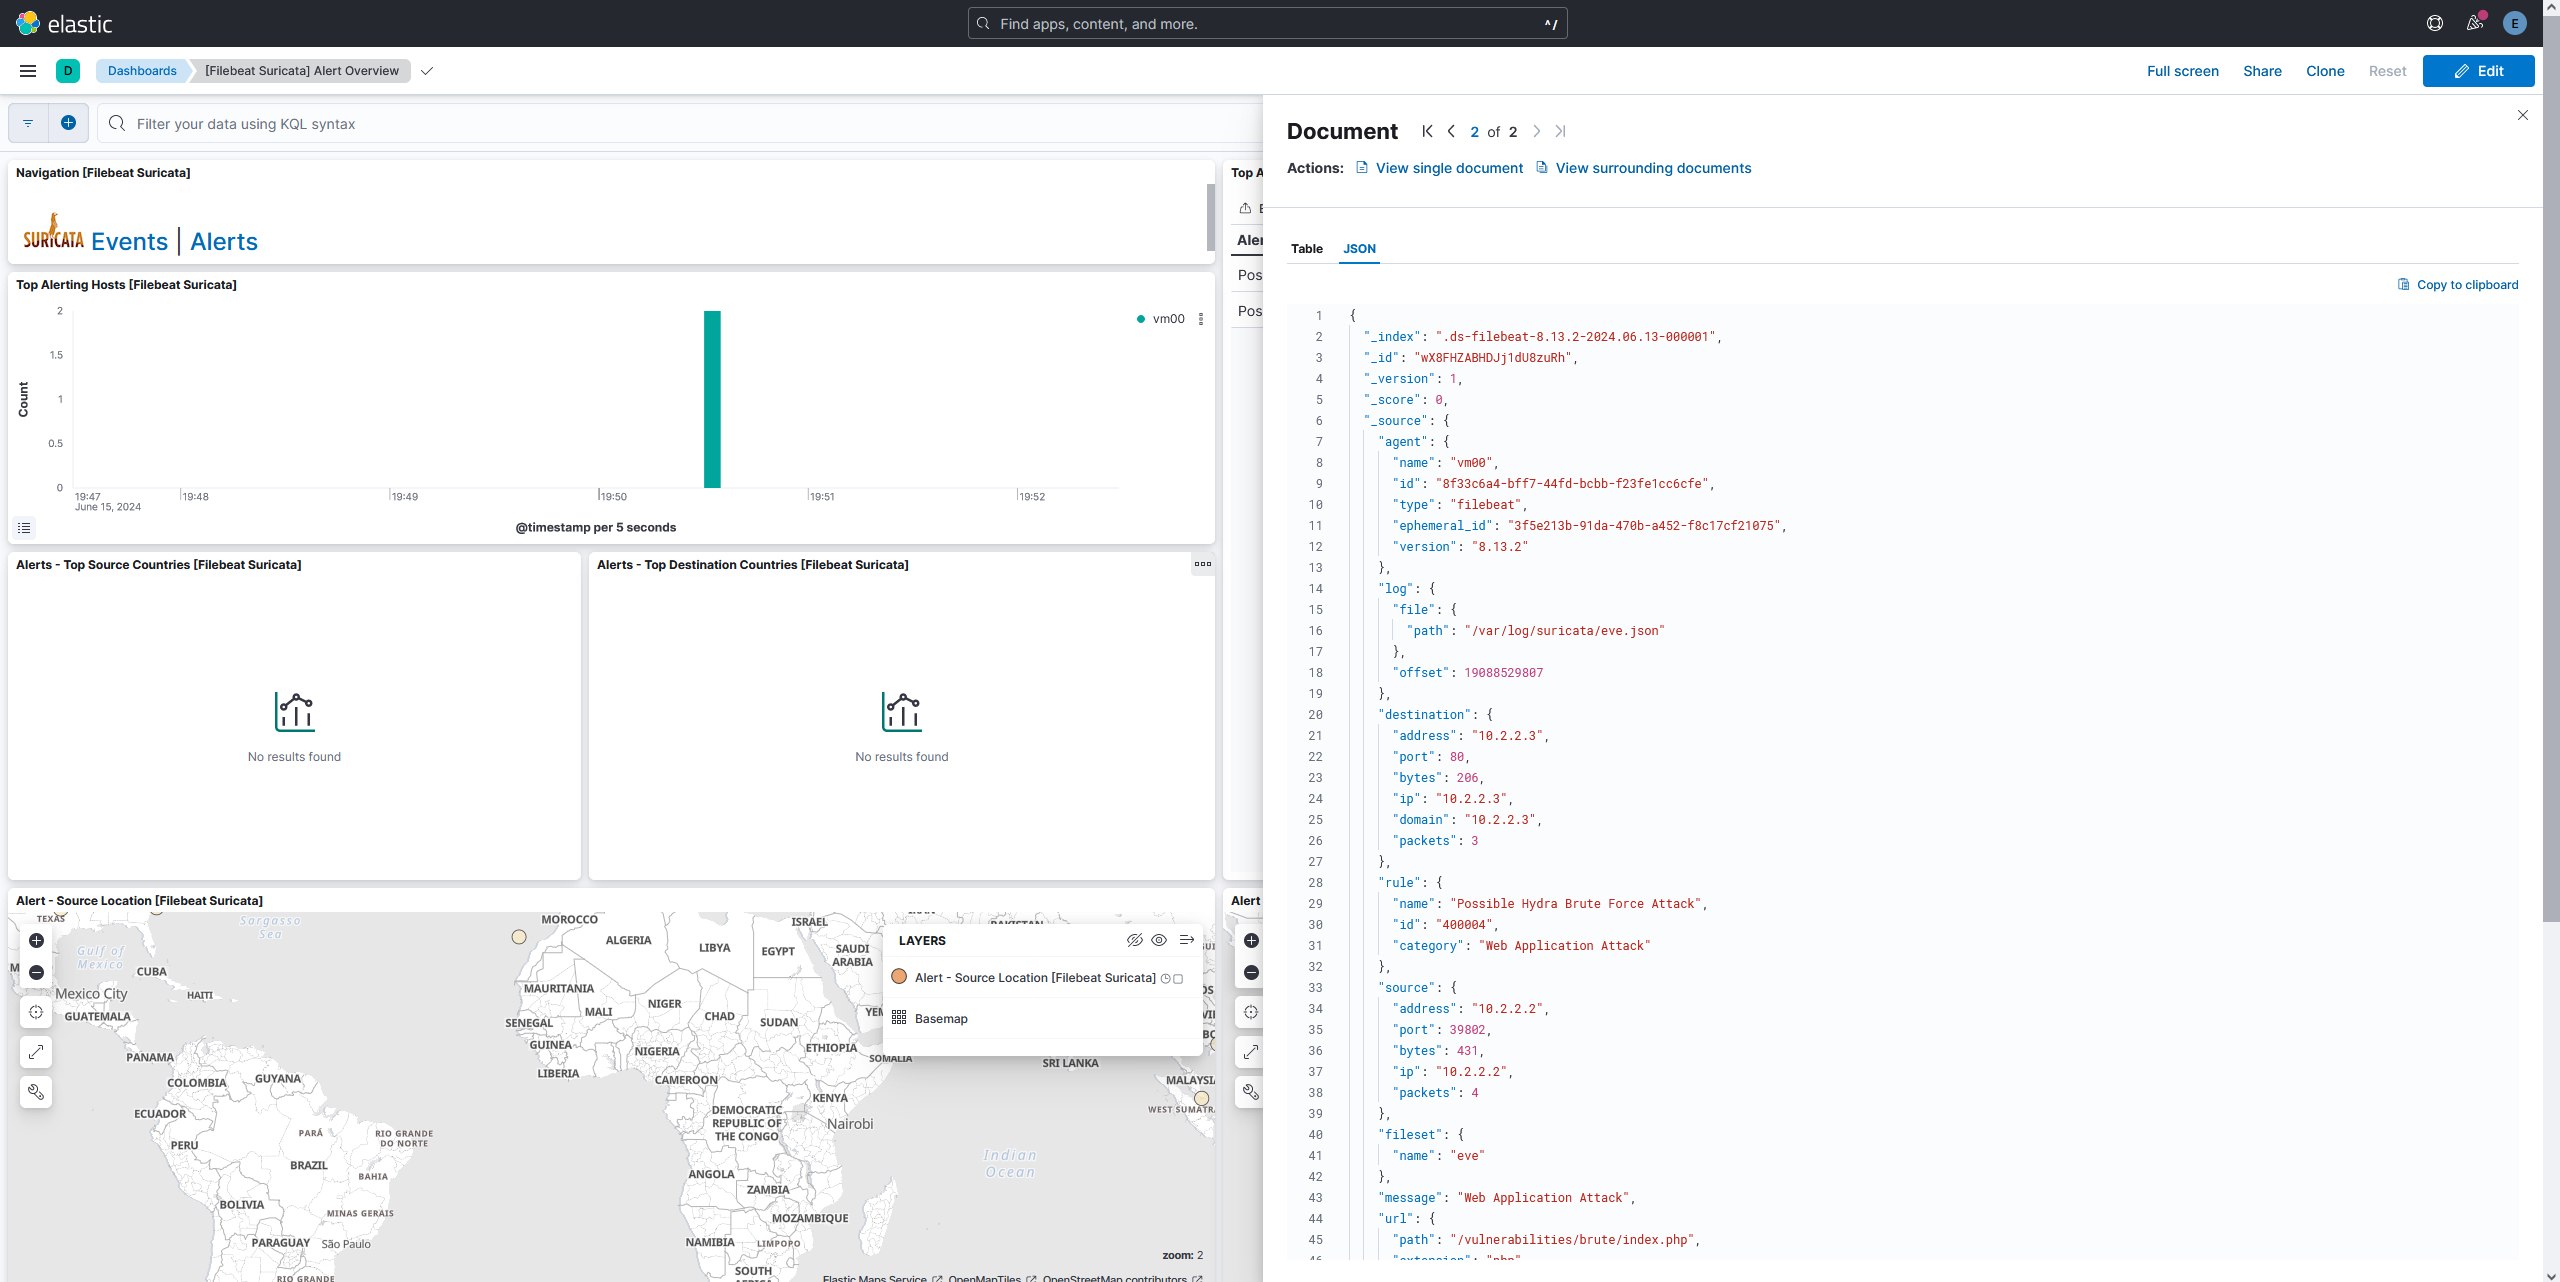 elastic
Find apps, content, and more.
^/
E
D
Dashboards
[Filebeat Suricata] Alert Overview
Full screen
Share
Clone
Reset
Edit
Filter your data using KQL syntax
Navigation [Filebeat Suricata]
SURICATA
Events | Alerts
Top Alerting Hosts [Filebeat Suricata]
2
1.5
1
0.5
0
Count
19:47
June 15, 2024
19:48
19:49
19:50
19:51
19:52
@timestamp per 5 seconds
vm00
Top A
Aler
Pos
Pos
Alerts - Top Source Countries [Filebeat Suricata]
No results found
Alerts - Top Destination Countries [Filebeat Suricata]
No results found
Alert - Source Location [Filebeat Suricata]
TEXAS
Sargasso
Sea
Gulf of
Mexico
CUBA
Mexico City
HAITI
GUATEMALA
PANAMA
COLOMBIA
GUYANA
ECUADOR
PERU
PARÁ
RIO GRANDE
DO NORTE
BRAZIL
BAHIA
BOLIVIA
MINAS GERAIS
PARAGUAY
São Paulo
RIO GRANDE
MOROCCO
ALGERIA
LIBYA
EGYPT
ISRAEL
SAUDI
ARABIA
PAKISTAN
MAURITANIA
MALI
NIGER
CHAD
SUDAN
YEM
SENEGAL
GUINEA
LIBERIA
NIGERIA
ETHIOPIA
SOMALIA
CAMEROON
KENYA
Nairobi
DEMOCRATIC
REPUBLIC OF
THE CONGO
ANGOLA
ZAMBIA
MOZAMBIQUE
NAMIBIA
LIMPOPO
SOUTH
Indian
Ocean
SRI LANKA
MALAYSI
WEST SUMATRA
LAYERS
Alert - Source Location [Filebeat Suricata]
Basemap
zoom: 2
Elastic Maps Service
OpenMapTiles
OpenStreetMap contributors
Alert
Document
2 of 2
Actions:
View single document
View surrounding documents
Table
JSON
Copy to clipboard
1 {
2 "_index": ".ds-filebeat-8.13.2-2024.06.13-000001",
3 "_id": "wX8FHZABHDJj1dU8zuRh",
4 "_version": 1,
5 "_score": 0,
6 "_source": {
7 "agent": {
8 "name": "vm00",
9 "id": "8f33c6a4-bff7-44fd-bcbb-f23fe1cc6cfe",
10 "type": "filebeat",
11 "ephemeral_id": "3f5e213b-91da-470b-a452-f8c17cf21075",
12 "version": "8.13.2"
13 },
14 "log": {
15 "file": {
16 "path": "/var/log/suricata/eve.json"
17 },
18 "offset": 19088529807
19 },
20 "destination": {
21 "address": "10.2.2.3",
22 "port": 80,
23 "bytes": 206,
24 "ip": "10.2.2.3",
25 "domain": "10.2.2.3",
26 "packets": 3
27 },
28 "rule": {
29 "name": "Possible Hydra Brute Force Attack",
30 "id": "400004",
31 "category": "Web Application Attack"
32 },
33 "source": {
34 "address": "10.2.2.2",
35 "port": 39802,
36 "bytes": 431,
37 "ip": "10.2.2.2",
38 "packets": 4
39 },
40 "fileset": {
41 "name": "eve"
42 },
43 "message": "Web Application Attack",
44 "url": {
45 "path": "/vulnerabilities/brute/index.php",
46 "extension": "php"